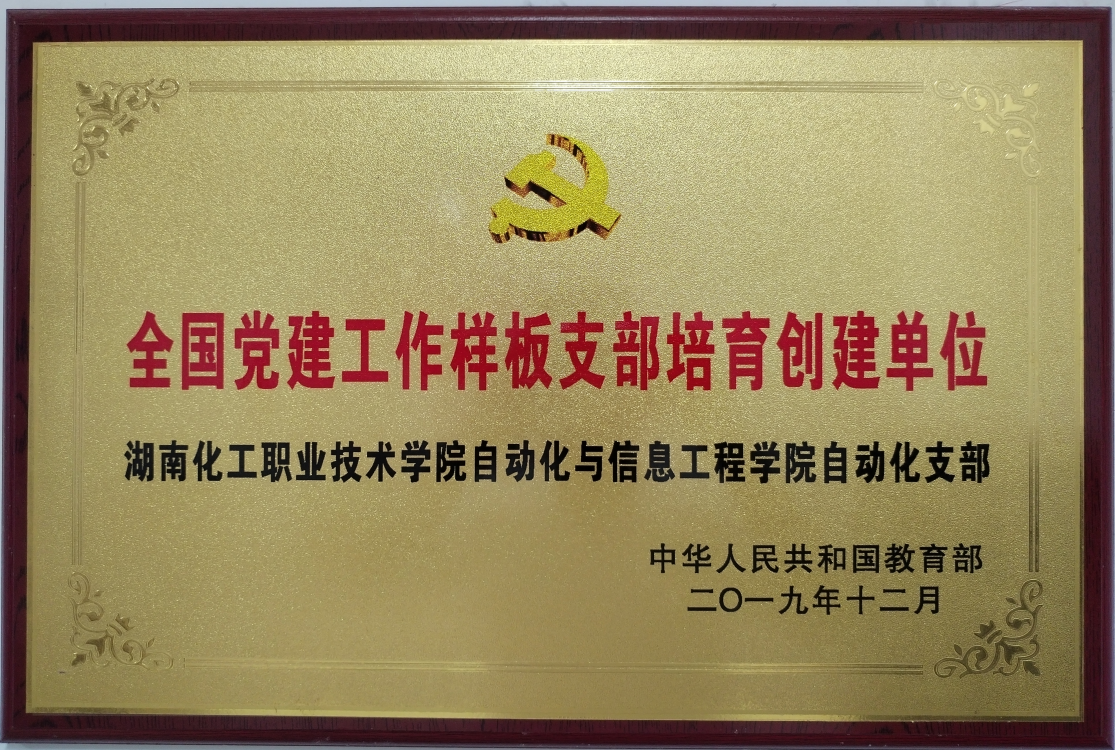 全国党建工作样板支部培育创建单位
湖南化工职业技术学院自动化与信息工程学院自动化支部
中华人民共和国教育部
二〇一九年十二月